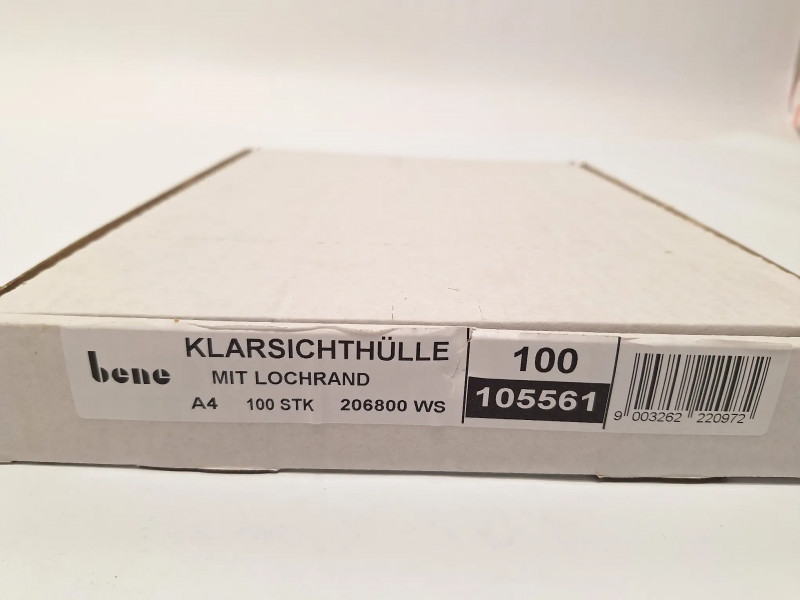 bene
KLARSICHTHÜLLE
MIT LOCHRAND
A4 100 STK 206800 WS
100
105561
9 003262 220972